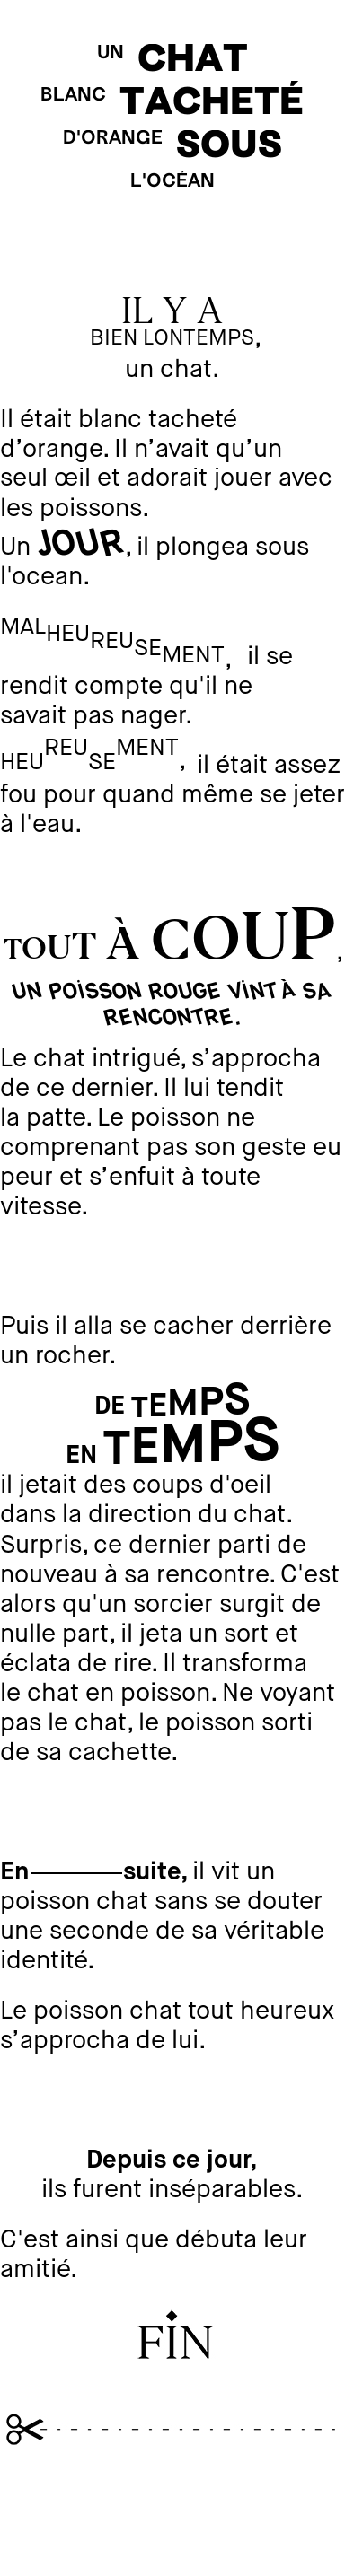 UN CHAT
BLANC TACHETÉ
D'ORANGE SOUS
L'OCÉAN
IL Y A
BIEN LONTEMPS,
un chat.
Il était blanc tacheté
d’orange. Il n’avait qu’un
seul œil et adorait jouer avec
les poissons.
Un JOUR, il plongea sous
l'ocean.
MALHEUREUSEMENT, il se
rendit compte qu'il ne
savait pas nager.
HEUREUSEMENT, il était assez
fou pour quand même se jeter
à l'eau.
TOUT À COUP,
UN POISSON ROUGE VINT À SA
RENCONTRE.
Le chat intrigué, s’approcha
de ce dernier. Il lui tendit
la patte. Le poisson ne
comprenant pas son geste eu
peur et s’enfuit à toute
vitesse.
Puis il alla se cacher derrière
un rocher.
DE TEMPS
EN TEMPS
il jetait des coups d'oeil
dans la direction du chat.
Surpris, ce dernier parti de
nouveau à sa rencontre. C'est
alors qu'un sorcier surgit de
nulle part, il jeta un sort et
éclata de rire. Il transforma
le chat en poisson. Ne voyant
pas le chat, le poisson sorti
de sa cachette.
En————suite, il vit un
poisson chat sans se douter
une seconde de sa véritable
identité.
Le poisson chat tout heureux
s’approcha de lui.
Depuis ce jour,
ils furent inséparables.
C'est ainsi que débuta leur
amitié.
FIN